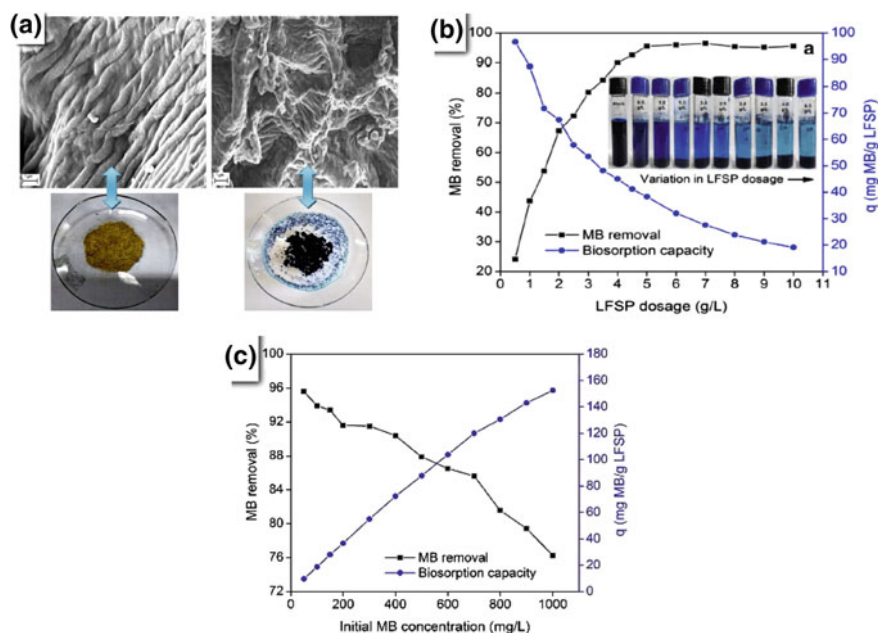 (a)
(b)
100
90
80
70
60
50
40
30
20
MB removal (%)
a
Variation in LFSP dosage
MB removal
Biosorption capacity
0 1 2 3 4 5 6 7 8 9 10 11
LFSP dosage (g/L)
100
90
80
70
60
50
40
30
20
10
q (mg MB/g LFSP)
(c)
100
96
92
88
84
80
76
72
MB removal (%)
MB removal
Biosorption capacity
0 200 400 600 800 1000
Initial MB concentration (mg/L)
180
160
140
120
100
80
60
40
20
0
q (mg MB/g LFSP)